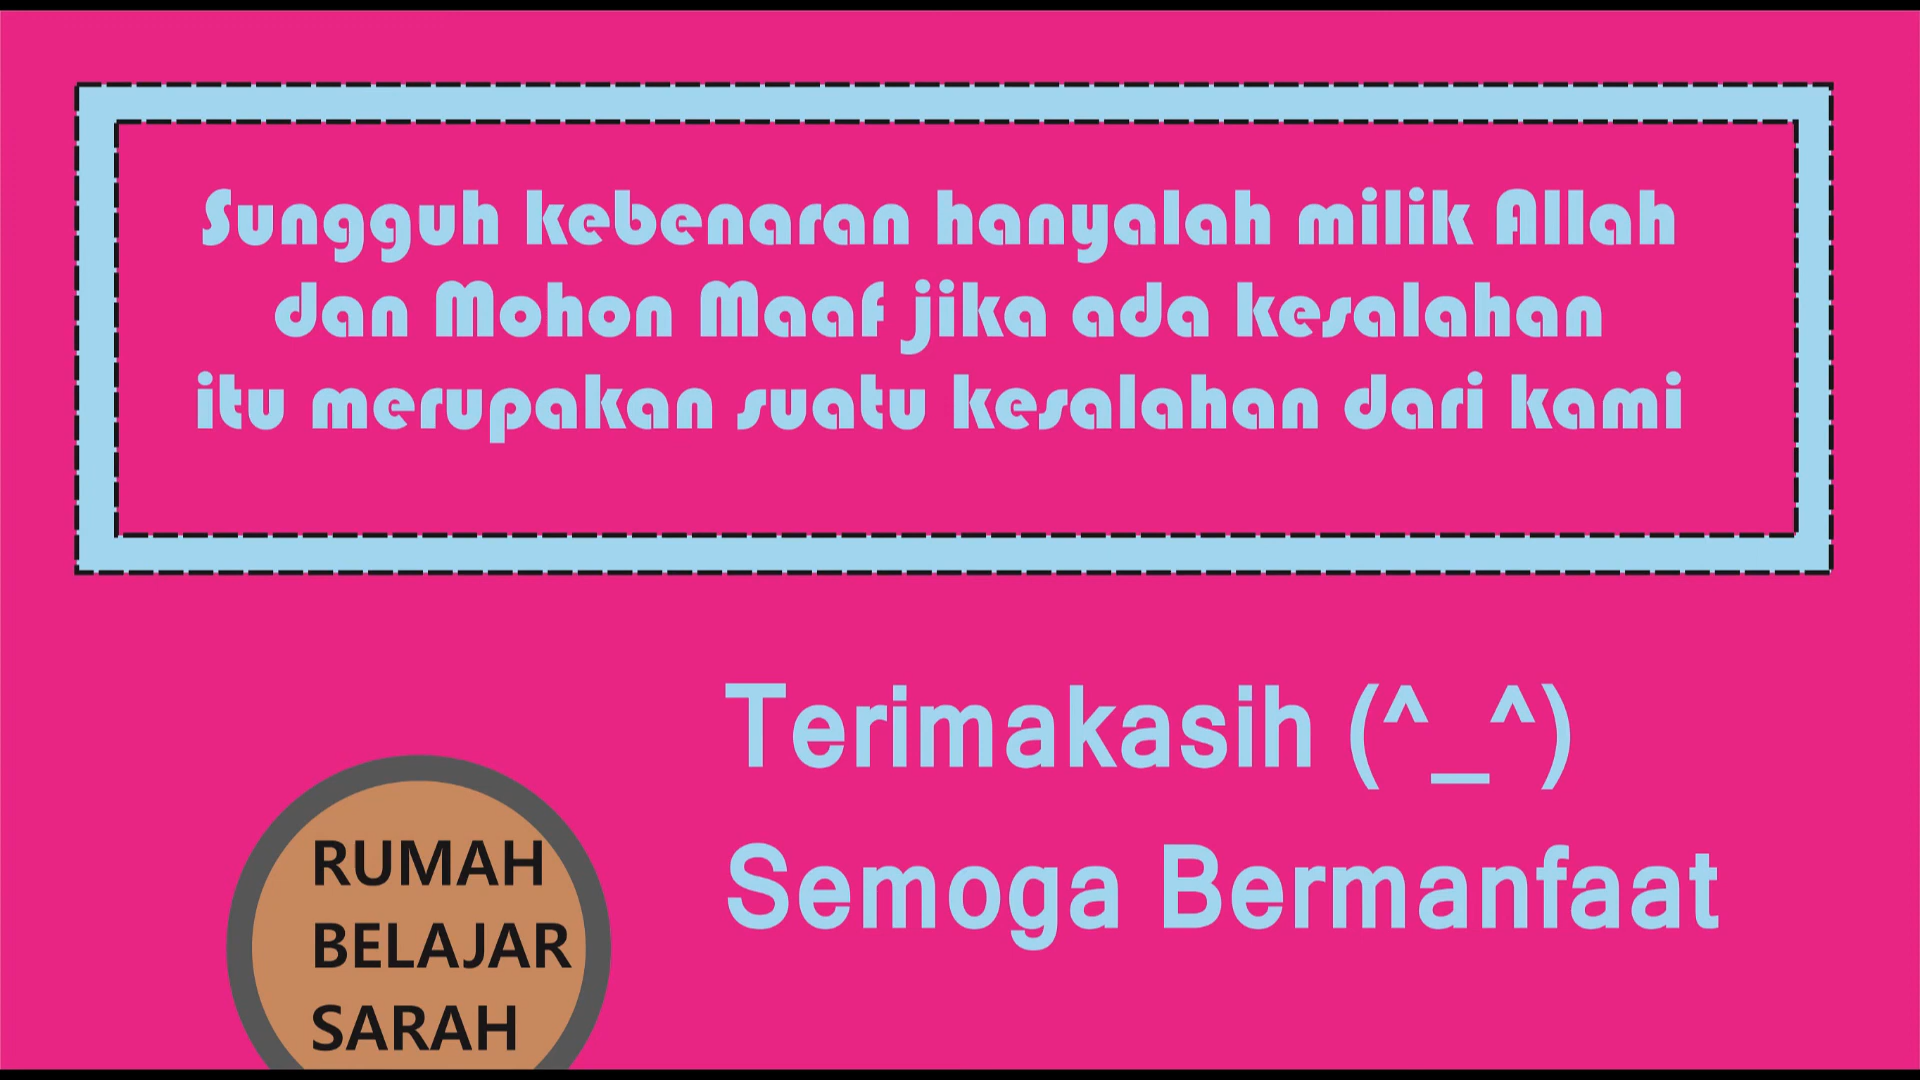 Sungguh kebenaran hanyalah milik Allah
dan Mohon Maaf jika ada kesalahan
itu merupakan suatu kesalahan dari kami
Terimakasih (^_^)
Semoga Bermanfaat
RUMAH
BELAJAR
SARAH